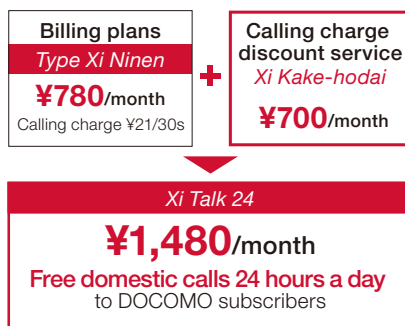 Billing plans
Type Xi Ninen
¥780/month
Calling charge ¥21/30s
+
Calling charge
discount service
Xi Kake-hodai
¥700/month
Xi Talk 24
¥1,480/month
Free domestic calls 24 hours a day
to DOCOMO subscribers